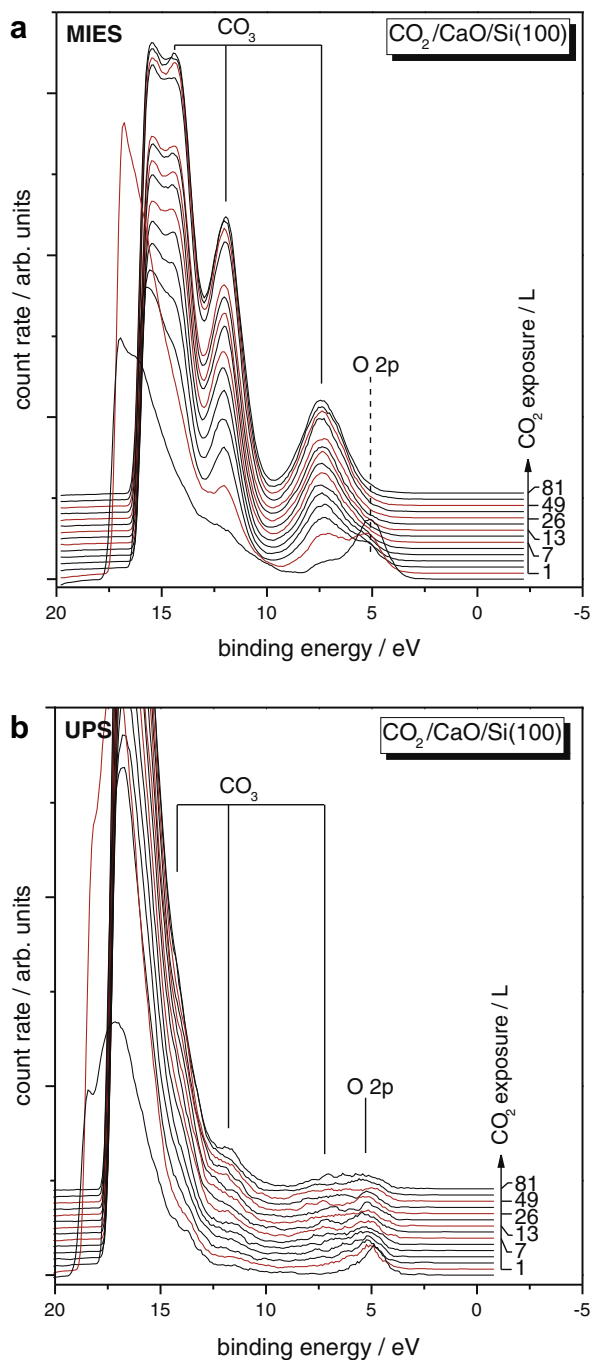 a
MIES
CO₃
CO₂/CaO/Si(100)
count rate / arb. units
O 2p
CO₂ exposure / L
81
49
26
13
7
1
20 15 10 5 0 -5
binding energy / eV
b
UPS
CO₃
CO₂/CaO/Si(100)
count rate / arb. units
O 2p
CO₂ exposure / L
81
49
26
13
7
1
20 15 10 5 0 -5
binding energy / eV